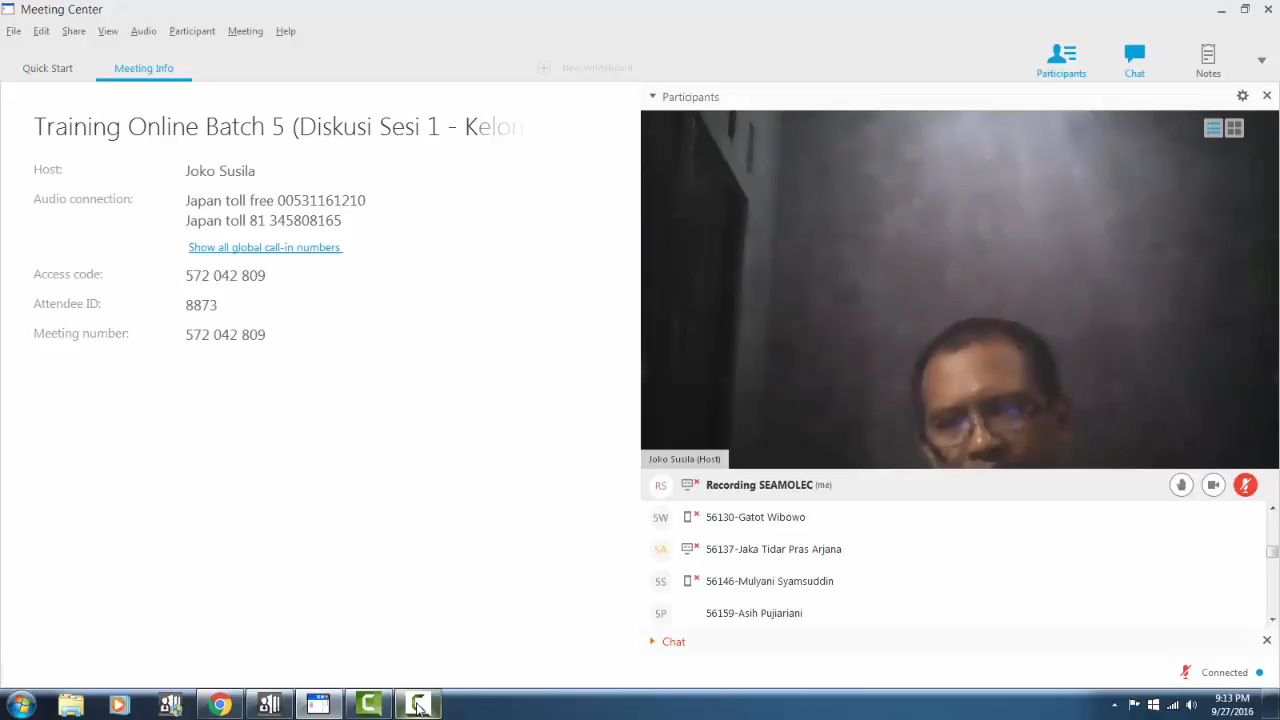 Meeting Center
File Edit Share View Audio Participant Meeting Help
Quick Start Meeting Info New Whiteboard
Participants Chat Notes
Training Online Batch 5 (Diskusi Sesi 1 - Kelon
Host: Joko Susila
Audio connection: Japan toll free 00531161210
Japan toll 81 345808165
Show all global call-in numbers
Access code: 572 042 809
Attendee ID: 8873
Meeting number: 572 042 809
Participants
Joko Susila (Host)
RS Recording SEAMOLEC (me)
5W 56130-Gatot Wibowo
5A 56137-Jaka Tidar Pras Arjana
5S 56146-Mulyani Syamsuddin
5P 56159-Asih Pujiariani
Chat
Connected
9:13 PM
9/27/2016